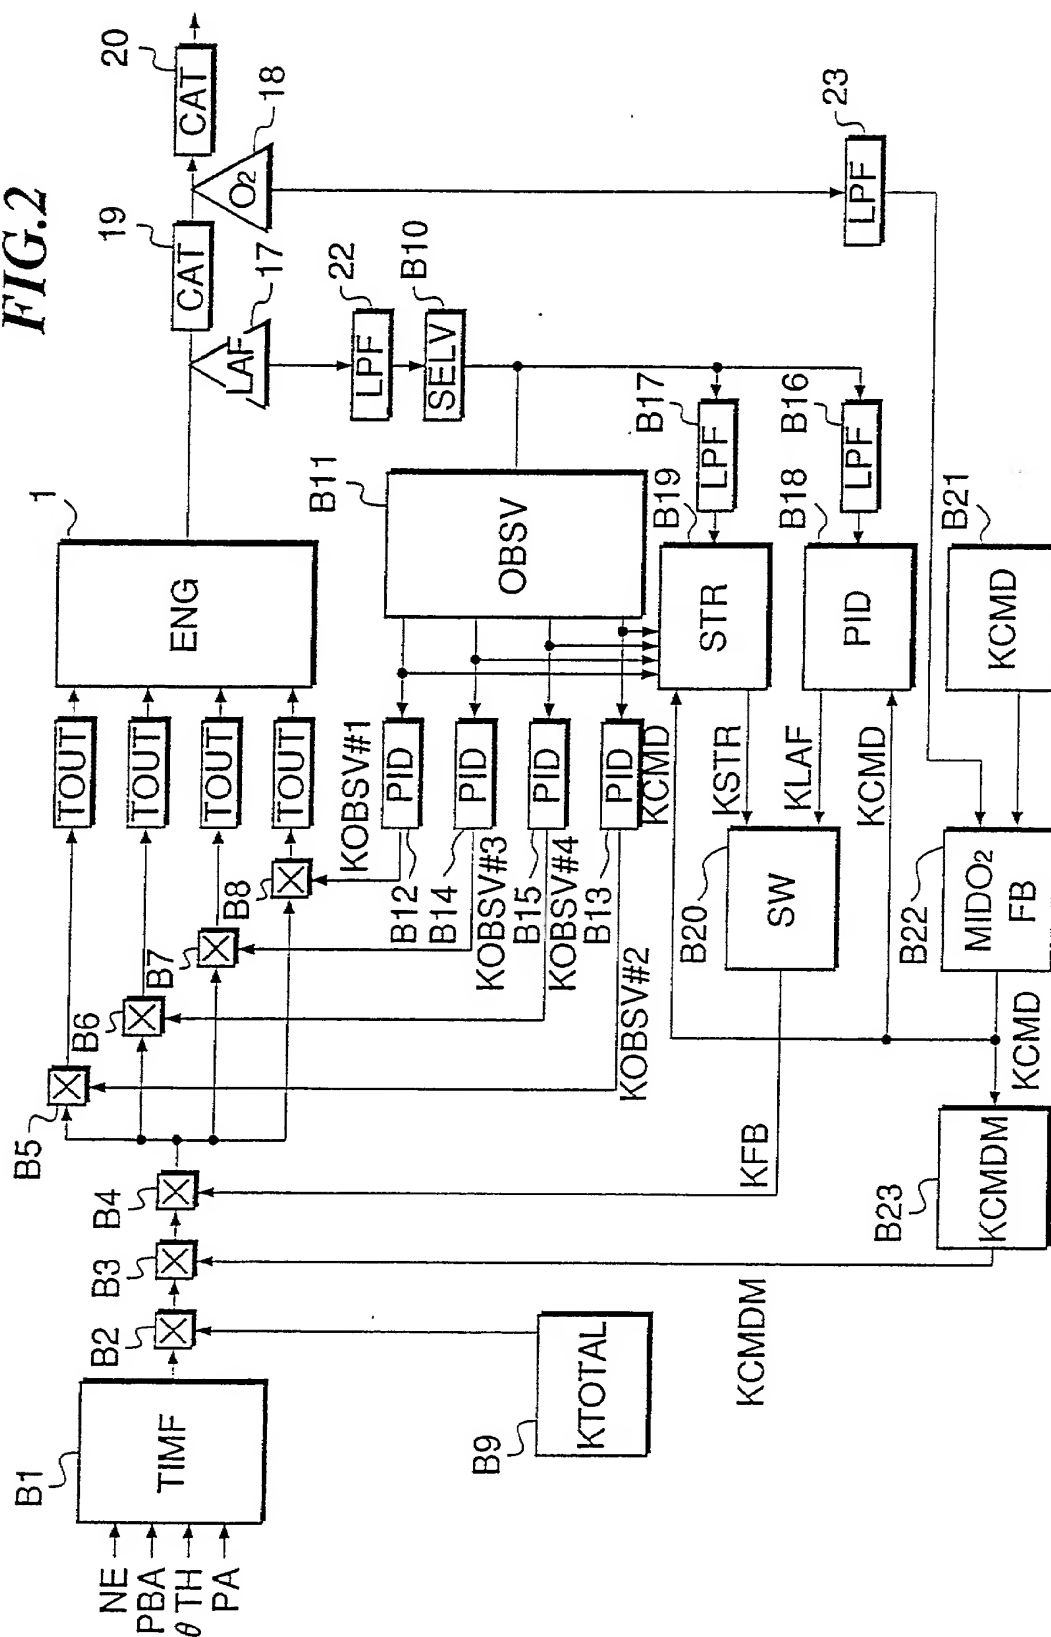 FIG.2
NE
PBA
θ TH
PA
B1
TIMF
B2
B3
B4
B5
B6
B7
B8
TOUT
TOUT
TOUT
TOUT
1
ENG
19
CAT
20
CAT
LAF
17
O2
18
22
LPF
B10
SELV
23
LPF
B11
OBSV
KOBSV#1
PID
B12
PID
B14
KOBSV#3
PID
B15
KOBSV#4
PID
B13
KOBSV#2
B17
LPF
B19
STR
B16
LPF
B18
PID
KCMD
KSTR
KLAF
KCMD
B20
SW
KFB
B21
KCMD
B22
MIDO2
FB
KCMD
B23
KCMDM
KCMDM
B9
KTOTAL